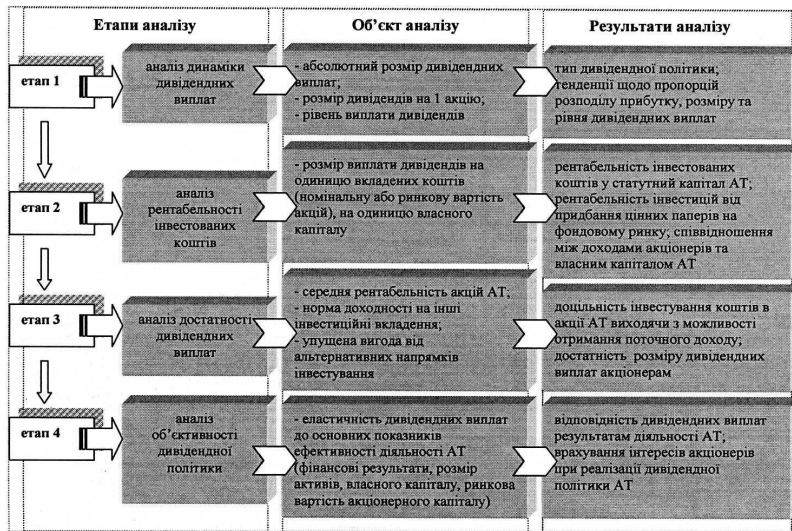 Етапи аналізу
Об’єкт аналізу
Результати аналізу
етап 1
аналіз динаміки
дивідендних
виплат
- абсолютний розмір дивідендних
виплат;
- розмір дивідендів на 1 акцію;
- рівень виплати дивідендів
тип дивідендної політики;
тенденції щодо пропорцій
розподілу прибутку, розміру та
рівня дивідендних виплат
етап 2
аналіз
рентабельності
інвестованих
коштів
- розмір виплати дивідендів на
одиницю вкладених коштів
(номінальну або ринкову вартість
акцій), на одиницю власного
капіталу
рентабельність інвестованих
коштів у статутний капітал АТ;
рентабельність інвестицій від
придбання цінних паперів на
фондовому ринку; співвідношення
між доходами акціонерів та
власним капіталом АТ
етап 3
аналіз достатності
дивідендних
виплат
- середня рентабельність акцій АТ;
- норма доходності на інші
інвестиційні вкладення;
- упущена вигода від
альтернативних напрямків
інвестування
доцільність інвестування коштів в
акції АТ виходячи з можливості
отримання поточного доходу;
достатність розміру дивідендних
виплат акціонерам
етап 4
аналіз
об’єктивності
дивідендної
політики
- еластичність дивідендних виплат
до основних показників
ефективності діяльності АТ
(фінансові результати, розмір
активів, власного капіталу, ринкова
вартість акціонерного капіталу)
відповідність дивідендних виплат
результатам діяльності АТ;
врахування інтересів акціонерів
при реалізації дивідендної
політики АТ